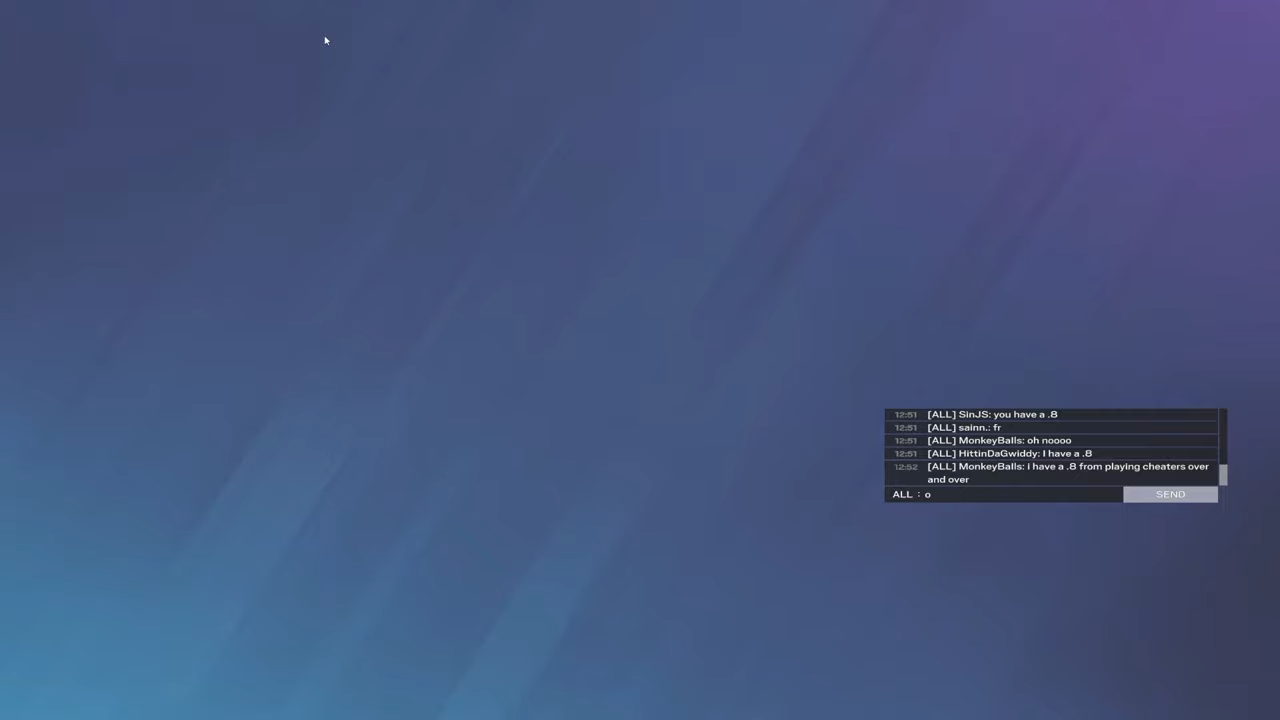 12:51 [ALL] SinJS: you have a .8
12:51 [ALL] sainn.: fr
12:51 [ALL] MonkeyBalls: oh noooo
12:51 [ALL] HittinDaGwiddy: I have a .8
12:52 [ALL] MonkeyBalls: i have a .8 from playing cheaters over
and over
ALL : o SEND